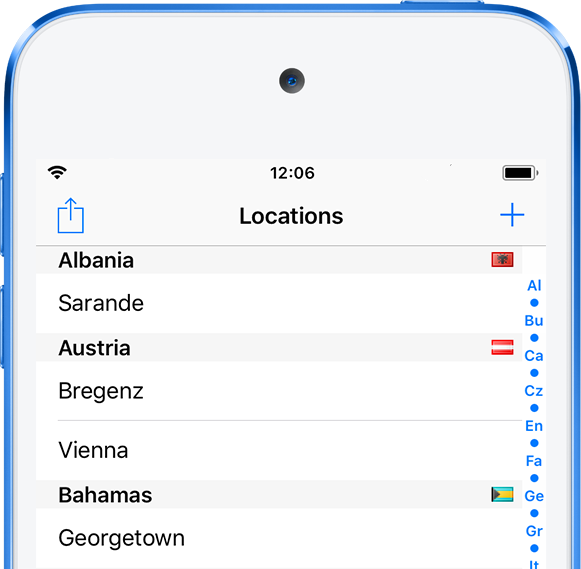 12:06
Locations
Albania
Sarande
Austria
Bregenz
Vienna
Bahamas
Georgetown
Al
Bu
Ca
Cz
En
Fa
Ge
Gr
It